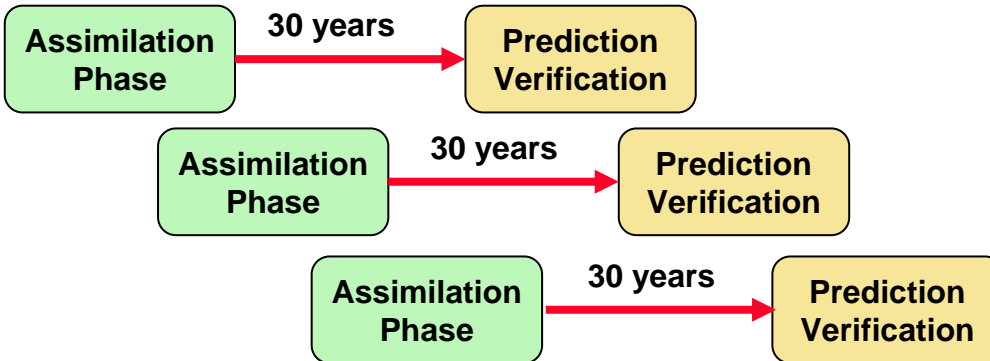 30 years
Assimilation
Phase
Prediction
Verification
30 years
Assimilation
Phase
Prediction
Verification
30 years
Assimilation
Phase
Prediction
Verification